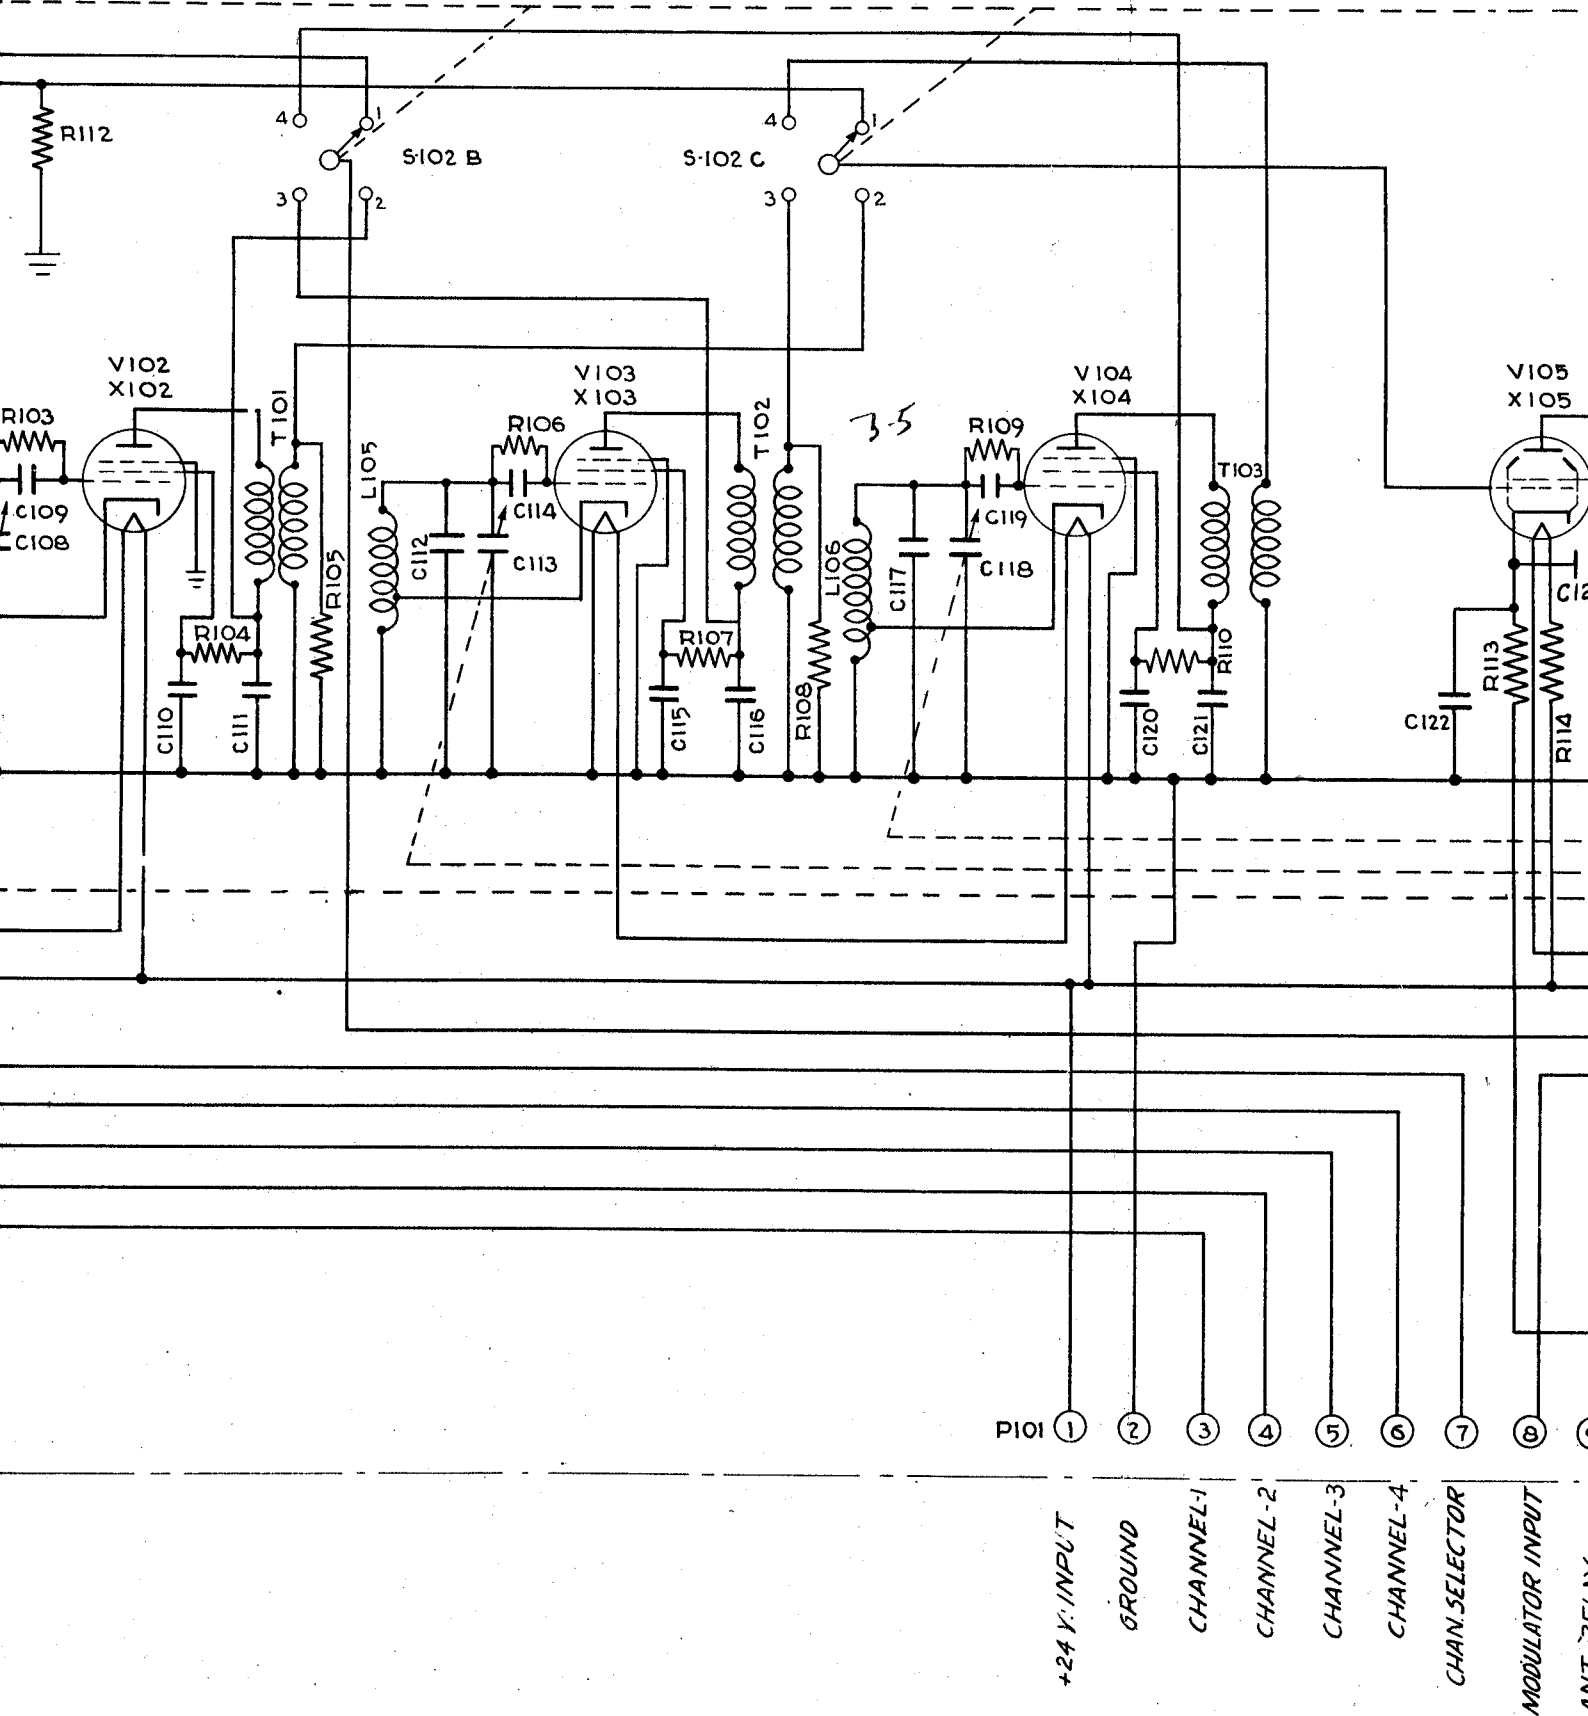 4
1
S-102 B
3
2
4
1
S-102 C
3
2
R112
V102
X102
V103
X103
V104
X104
V105
X105
R103
C109
C108
T101
L105
R106
C114
C112
C113
T102
3-5
R109
C119
C117
C118
L106
T103
R105
R104
C110
C111
R107
C115
C116
R108
R110
C120
C121
C122
R113
R114
P101 1 2 3 4 5 6 7 8
+24 V. INPUT
GROUND
CHANNEL-1
CHANNEL-2
CHANNEL-3
CHANNEL-4
CHAN. SELECTOR
MODULATOR INPUT